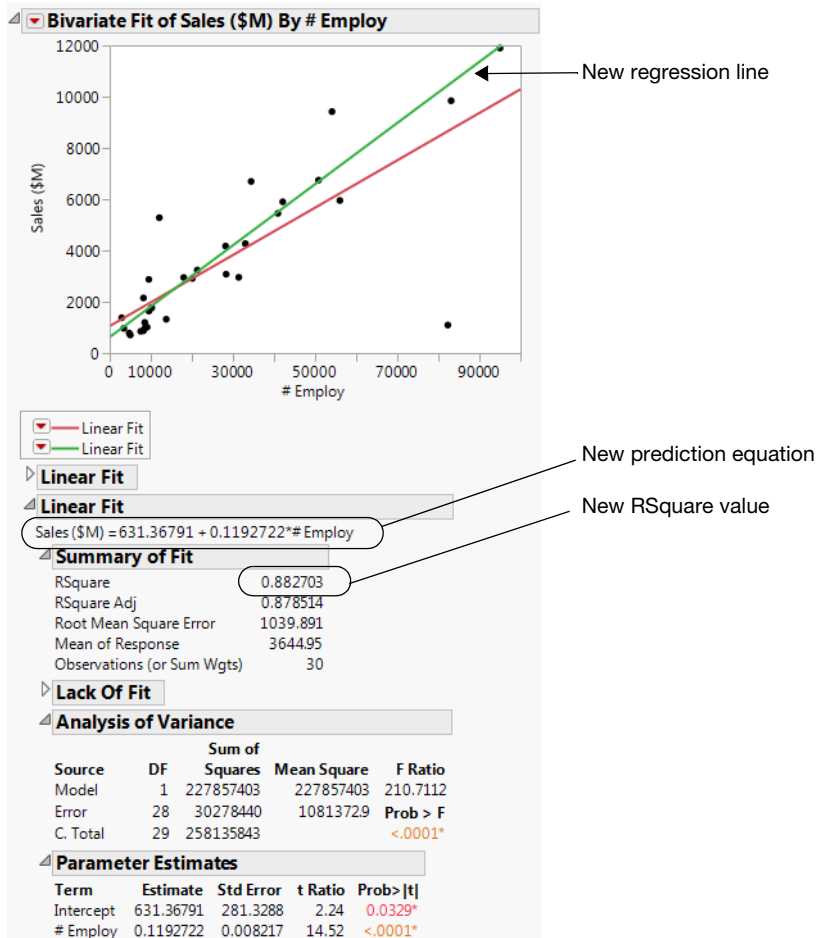 Bivariate Fit of Sales ($M) By # Employ
12000
10000
8000
6000
4000
2000
0
Sales ($M)
0 10000 30000 50000 70000 90000
# Employ
New regression line
Linear Fit
Linear Fit
Linear Fit
New prediction equation
Linear Fit
New RSquare value
Sales ($M) = 631.36791 + 0.1192722*# Employ
Summary of Fit
RSquare 0.882703
RSquare Adj 0.878514
Root Mean Square Error 1039.891
Mean of Response 3644.95
Observations (or Sum Wgts) 30
Lack Of Fit
Analysis of Variance
Sum of
Source DF Squares Mean Square F Ratio
Model 1 227857403 227857403 210.7112
Error 28 30278440 1081372.9 Prob > F
C. Total 29 258135843 <.0001*
Parameter Estimates
Term Estimate Std Error t Ratio Prob>|t|
Intercept 631.36791 281.3288 2.24 0.0329*
# Employ 0.1192722 0.008217 14.52 <.0001*